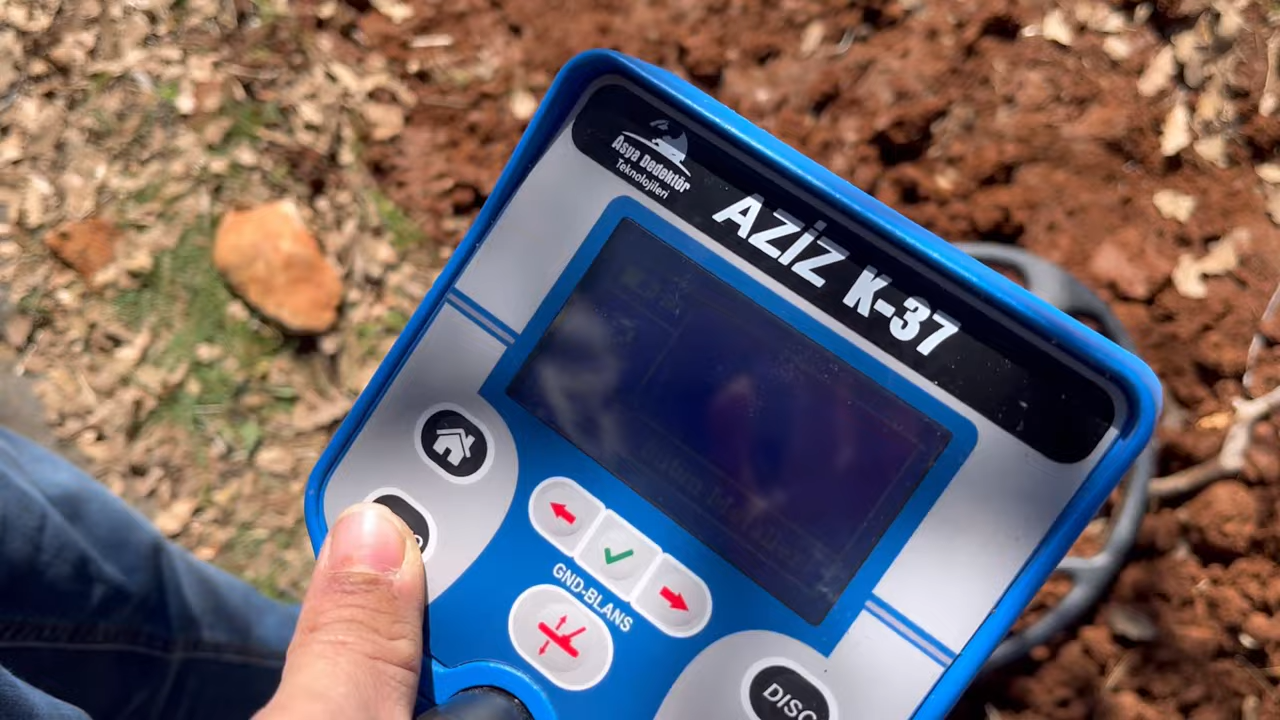 Asya Dedektör
Teknolojileri
AZİZ K-37
GND-BLANS
DISC